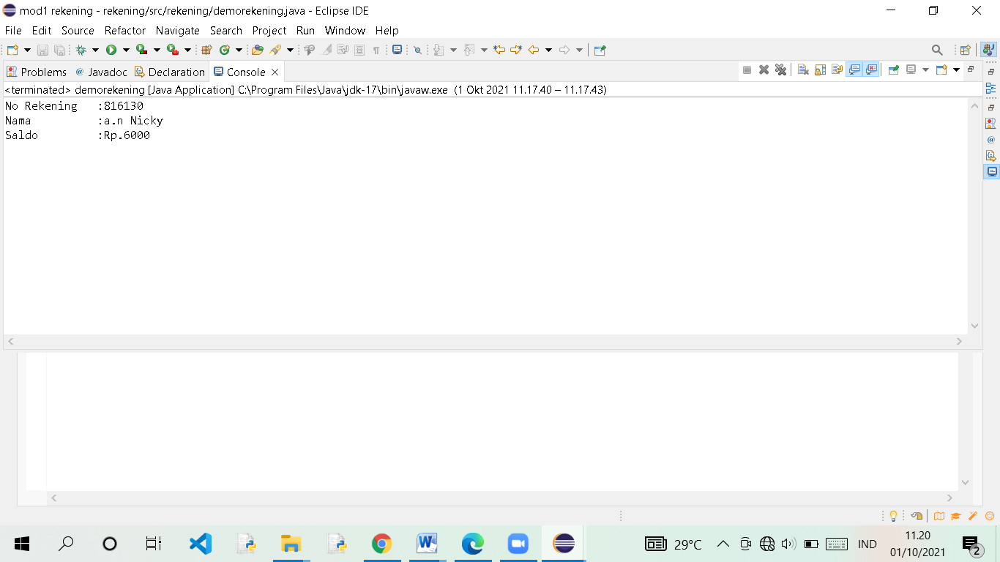 mod1 rekening - rekening/src/rekening/demorekening.java - Eclipse IDE
File Edit Source Refactor Navigate Search Project Run Window Help
Problems @ Javadoc Declaration Console
<terminated> demorekening [Java Application] C:\Program Files\Java\jdk-17\bin\javaw.exe (1 Okt 2021 11.17.40 – 11.17.43)
No Rekening   :816130
Nama          :a.n Nicky
Saldo         :Rp.6000
29°C
IND
11.20
01/10/2021
2